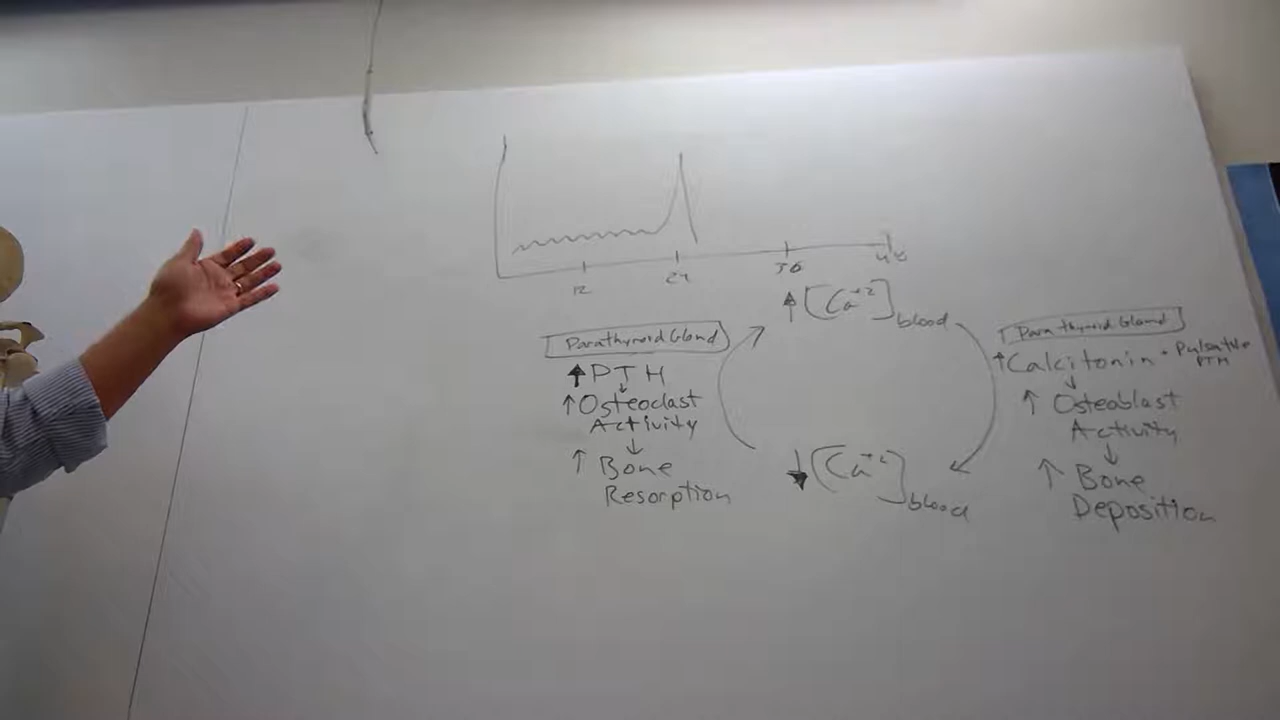 12 24 36 48
↑ [Ca+2]blood
Parathyroid Gland
↑ PTH
↓
↑ Osteoclast
Activity
↓
↑ Bone
Resorption
↓ [Ca+2]blood
Parathyroid Gland
↑ Calcitonin + Pulsatile
PTH
↓
↑ Osteoblast
Activity
↓
↑ Bone
Deposition